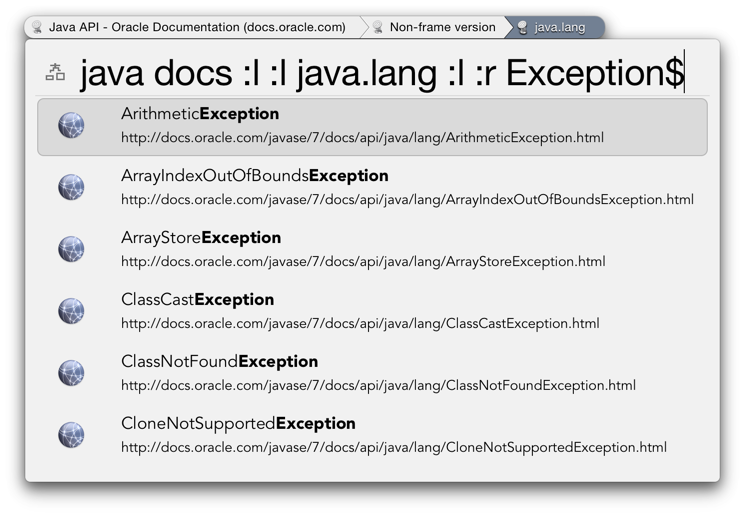 Java API - Oracle Documentation (docs.oracle.com) Non-frame version java.lang
java docs :l :l java.lang :l :r Exception$
ArithmeticException
http://docs.oracle.com/javase/7/docs/api/java/lang/ArithmeticException.html
ArrayIndexOutOfBoundsException
http://docs.oracle.com/javase/7/docs/api/java/lang/ArrayIndexOutOfBoundsException.html
ArrayStoreException
http://docs.oracle.com/javase/7/docs/api/java/lang/ArrayStoreException.html
ClassCastException
http://docs.oracle.com/javase/7/docs/api/java/lang/ClassCastException.html
ClassNotFoundException
http://docs.oracle.com/javase/7/docs/api/java/lang/ClassNotFoundException.html
CloneNotSupportedException
http://docs.oracle.com/javase/7/docs/api/java/lang/CloneNotSupportedException.html